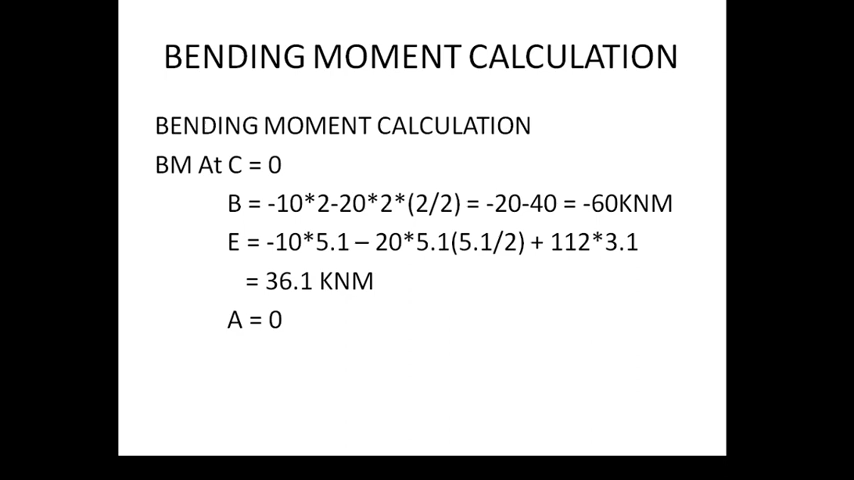 BENDING MOMENT CALCULATION
BENDING MOMENT CALCULATION
BM At C = 0
B = -10*2-20*2*(2/2) = -20-40 = -60KNM
E = -10*5.1 – 20*5.1(5.1/2) + 112*3.1
= 36.1 KNM
A = 0